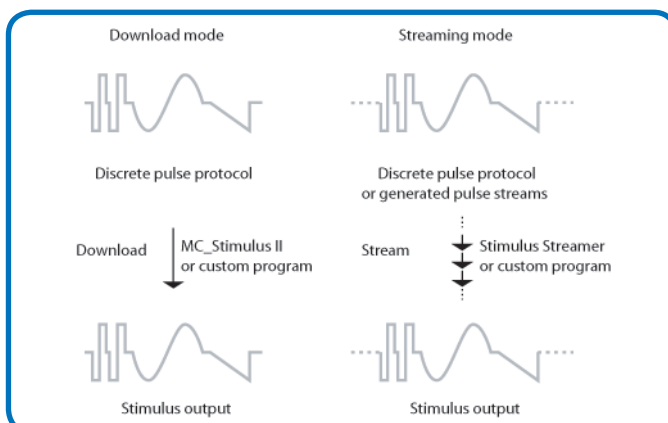 Download mode
Streaming mode
Discrete pulse protocol
Discrete pulse protocol
or generated pulse streams
Download
MC_Stimulus II
or custom program
Stream
Stimulus Streamer
or custom program
Stimulus output
Stimulus output